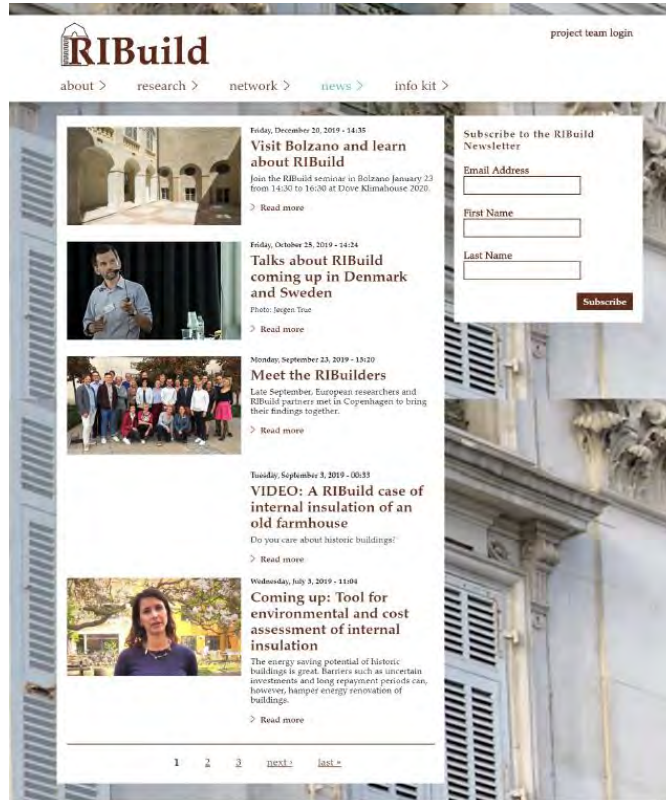 project team login
RIBuild
about >
research >
network >
news >
info kit >
Friday, December 20, 2019 - 14:35
Visit Bolzano and learn
about RIBuild
Join the RIBuild seminar in Bolzano January 23
from 14:30 to 16:30 at Dove Klimahouse 2020.
> Read more
Friday, October 25, 2019 - 14:24
Talks about RIBuild
coming up in Denmark
and Sweden
Photo: Jørgen True
> Read more
Monday, September 23, 2019 - 13:20
Meet the RIBuilders
Late September, European researchers and
RIBuild partners met in Copenhagen to bring
their findings together.
> Read more
Tuesday, September 3, 2019 - 00:33
VIDEO: A RIBuild case of
internal insulation of an
old farmhouse
Do you care about historic buildings?
> Read more
Wednesday, July 3, 2019 - 11:04
Coming up: Tool for
environmental and cost
assessment of internal
insulation
The energy saving potential of historic
buildings is great. Barriers such as uncertain
investments and long repayment periods can,
however, hamper energy renovation of
buildings.
> Read more
1 2 3 next › last »
Subscribe to the RIBuild
Newsletter
Email Address
First Name
Last Name
Subscribe